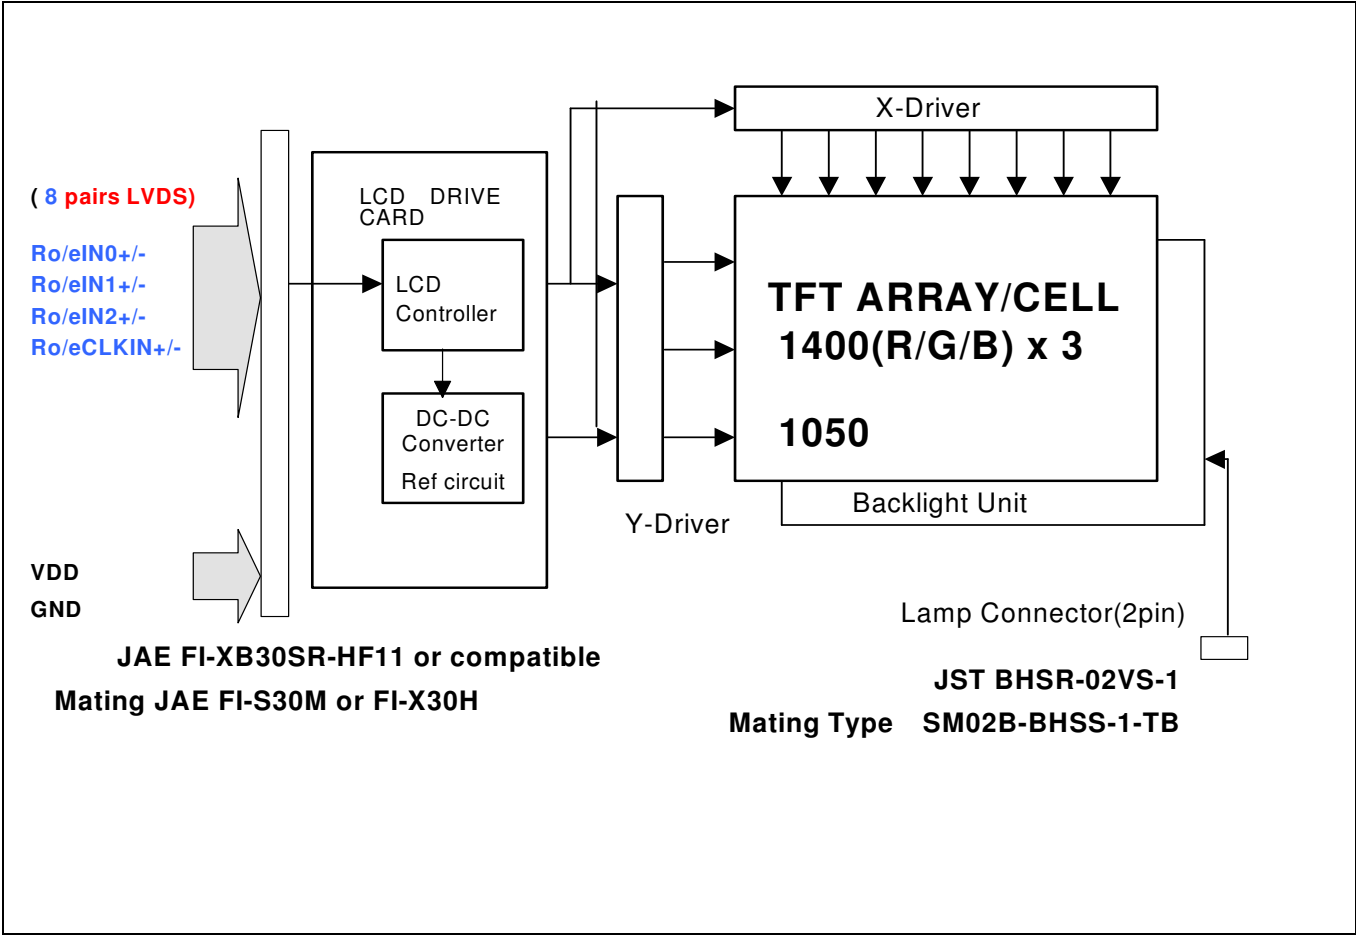 X-Driver
( 8 pairs LVDS)
Ro/eIN0+/-
Ro/eIN1+/-
Ro/eIN2+/-
Ro/eCLKIN+/-
LCD DRIVE
CARD
LCD
Controller
DC-DC
Converter
Ref circuit
TFT ARRAY/CELL
1400(R/G/B) x 3
1050
Backlight Unit
Y-Driver
VDD
GND
Lamp Connector(2pin)
JAE FI-XB30SR-HF11 or compatible
Mating JAE FI-S30M or FI-X30H
JST BHSR-02VS-1
Mating Type SM02B-BHSS-1-TB